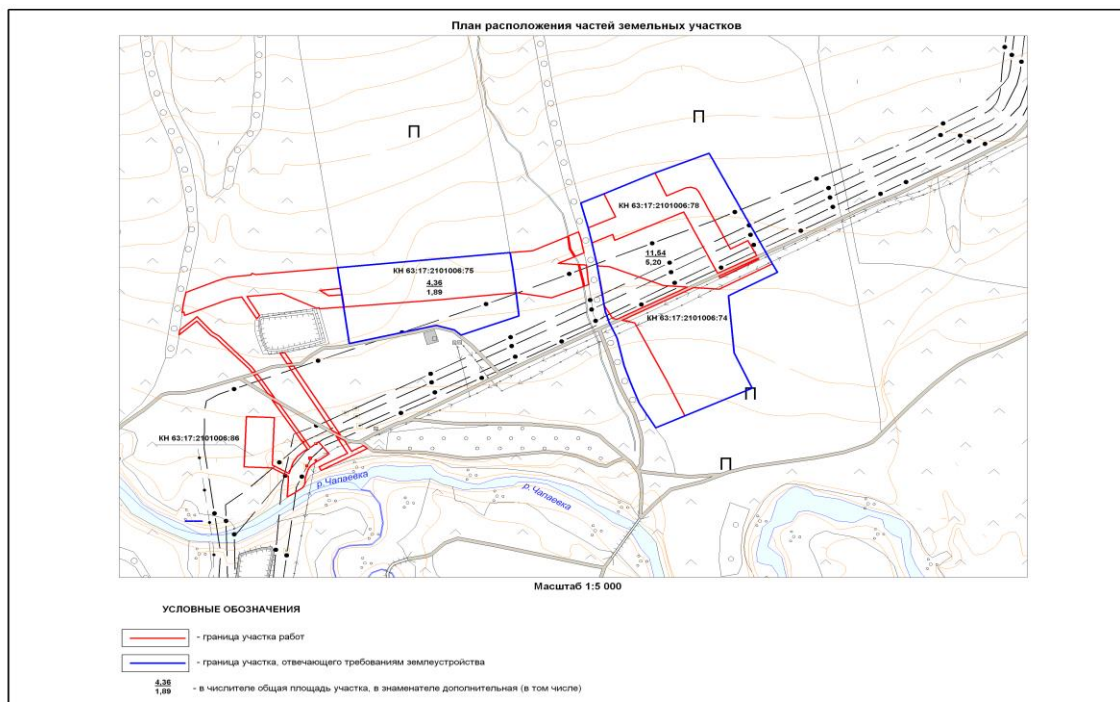 План расположения частей земельных участков
П
П
КН 63:17:2101006:78
КН 63:17:2101006:75
4,36
1,89
11,54
5,20
КН 63:17:2101006:74
П
КН 63:17:2101006:86
П
р.Чапаевка
р.Чапаевка
Масштаб 1:5 000
УСЛОВНЫЕ ОБОЗНАЧЕНИЯ
- граница участка работ
- граница участка, отвечающего требованиям землеустройства
4,36
1,89
- в числителе общая площадь участка, в знаменателе дополнительная (в том числе)